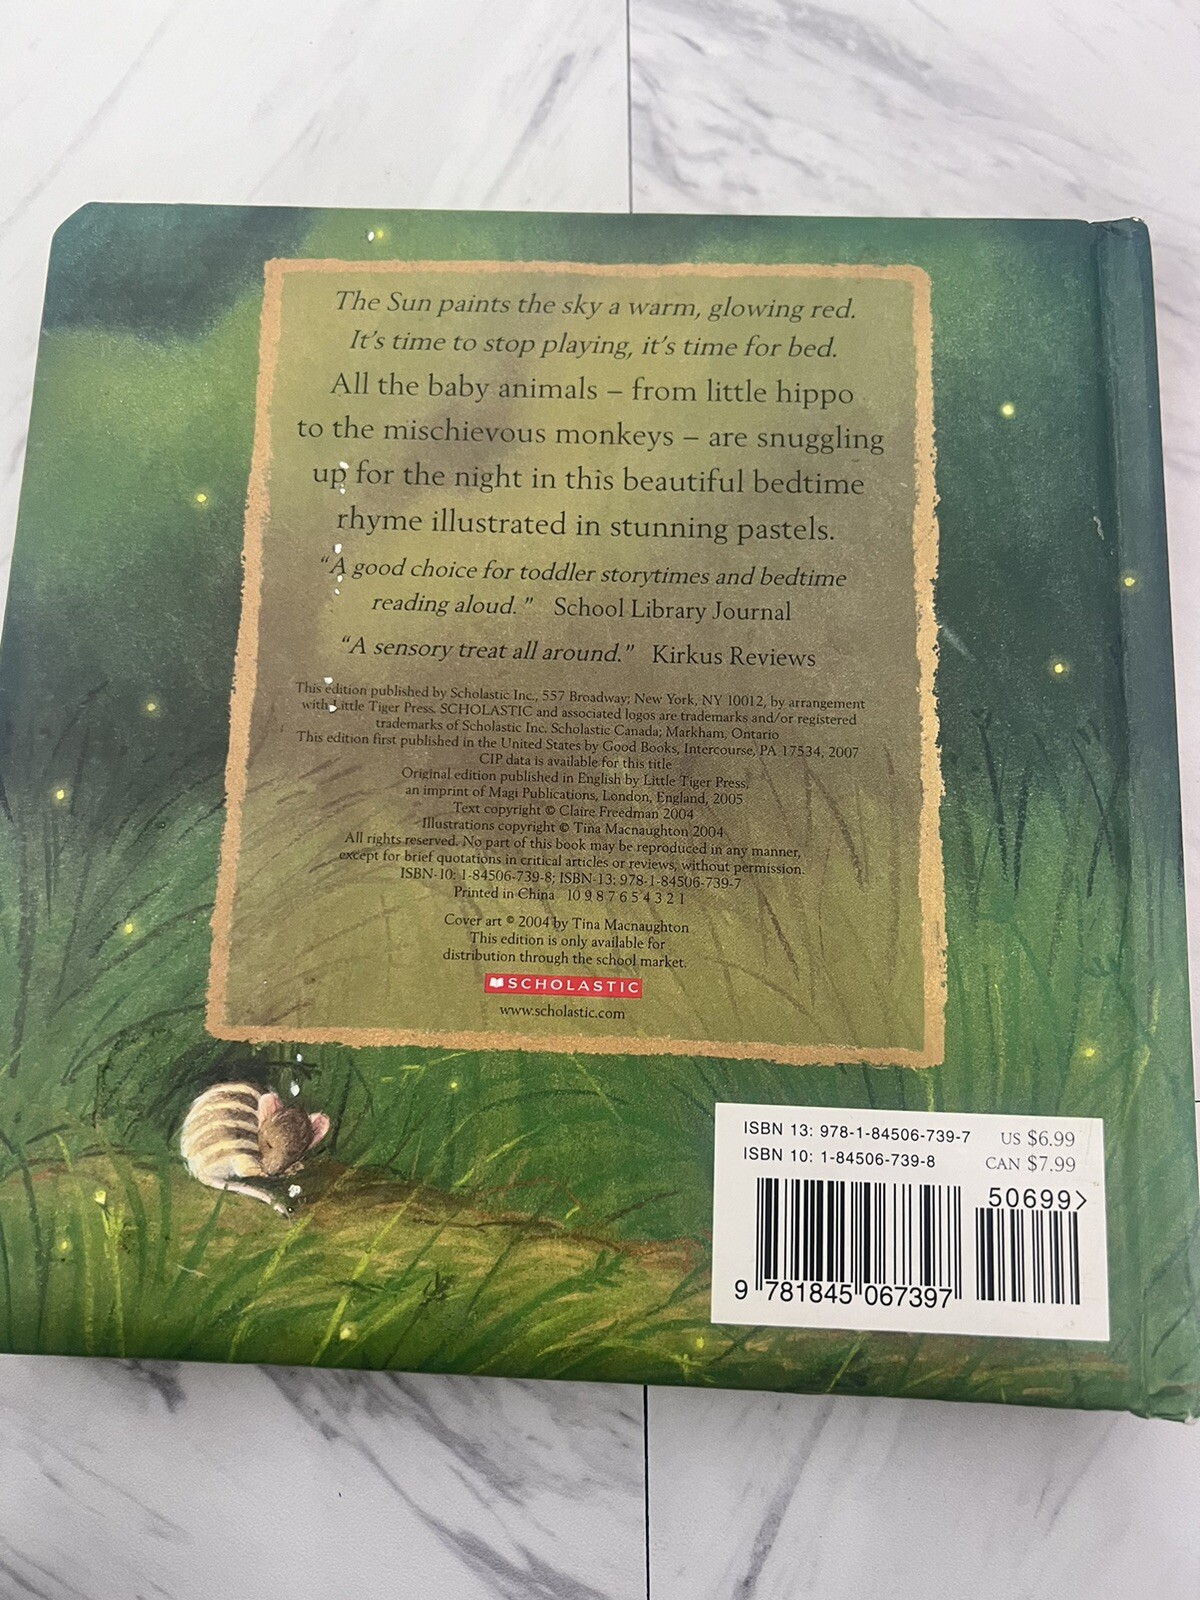 The Sun paints the sky a warm, glowing red.
It's time to stop playing, it's time for bed.
All the baby animals – from little hippo
to the mischievous monkeys – are snuggling
up for the night in this beautiful bedtime
rhyme illustrated in stunning pastels.
“A good choice for toddler storytimes and bedtime
reading aloud.” School Library Journal
“A sensory treat all around.” Kirkus Reviews
This edition published by Scholastic Inc., 557 Broadway; New York, NY 10012, by arrangement
with Little Tiger Press. SCHOLASTIC and associated logos are trademarks and/or registered
trademarks of Scholastic Inc. Scholastic Canada; Markham, Ontario
This edition first published in the United States by Good Books, Intercourse, PA 17534, 2007
CIP data is available for this title
Original edition published in English by Little Tiger Press,
an imprint of Magi Publications, London, England, 2005
Text copyright © Claire Freedman 2004
Illustrations copyright © Tina Macnaughton 2004
All rights reserved. No part of this book may be reproduced in any manner,
except for brief quotations in critical articles or reviews, without permission.
ISBN-10: 1-84506-739-8; ISBN-13: 978-1-84506-739-7
Printed in China 10 9 8 7 6 5 4 3 2 1
Cover art © 2004 by Tina Macnaughton
This edition is only available for
distribution through the school market.
SCHOLASTIC
www.scholastic.com
ISBN 13: 978-1-84506-739-7 US $6.99
ISBN 10: 1-84506-739-8 CAN $7.99
50699>
9 781845 067397